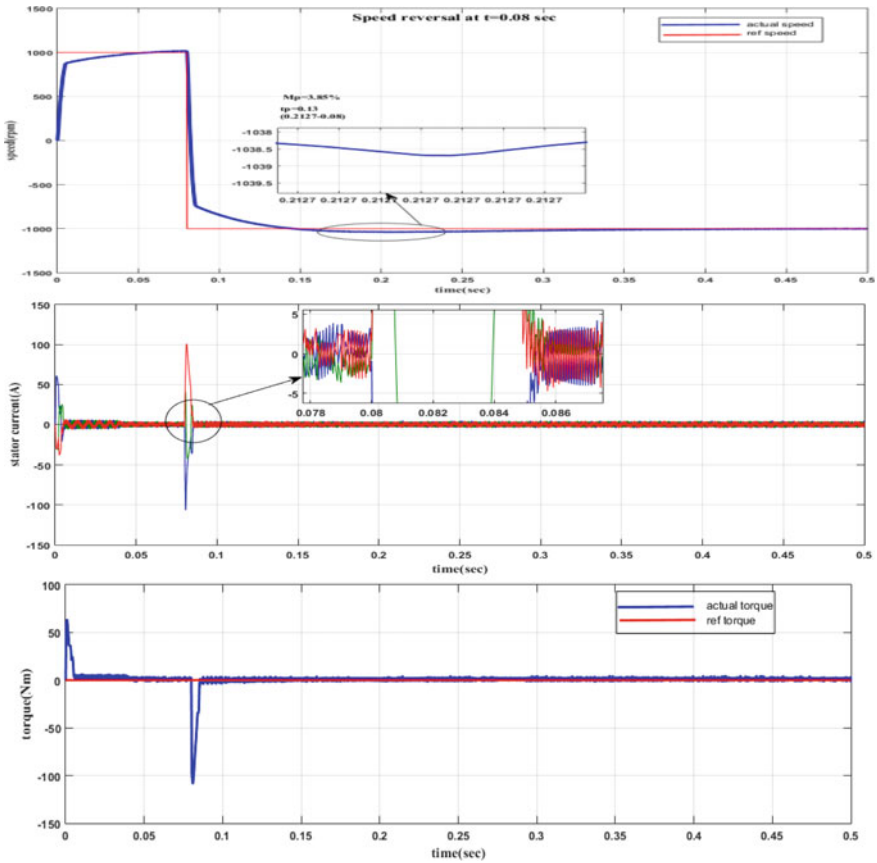 Speed reversal at t=0.08 sec
actual speed
ref speed
1500
1000
500
0
-500
-1000
-1500
speed(rpm)
Mp=3.85%
tp=0.13
(0.2127-0.08)
-1038
-1038.5
-1039
-1039.5
0.2127 0.2127 0.2127 0.2127 0.2127 0.2127 0.2127
0 0.05 0.1 0.15 0.2 0.25 0.3 0.35 0.4 0.45 0.5
time(sec)
150
100
50
0
-50
-100
-150
stator current(A)
5
0
-5
0.078 0.08 0.082 0.084 0.086
0 0.05 0.1 0.15 0.2 0.25 0.3 0.35 0.4 0.45 0.5
time(sec)
100
50
0
-50
-100
-150
torque(Nm)
actual torque
ref torque
0 0.05 0.1 0.15 0.2 0.25 0.3 0.35 0.4 0.45 0.5
time(sec)